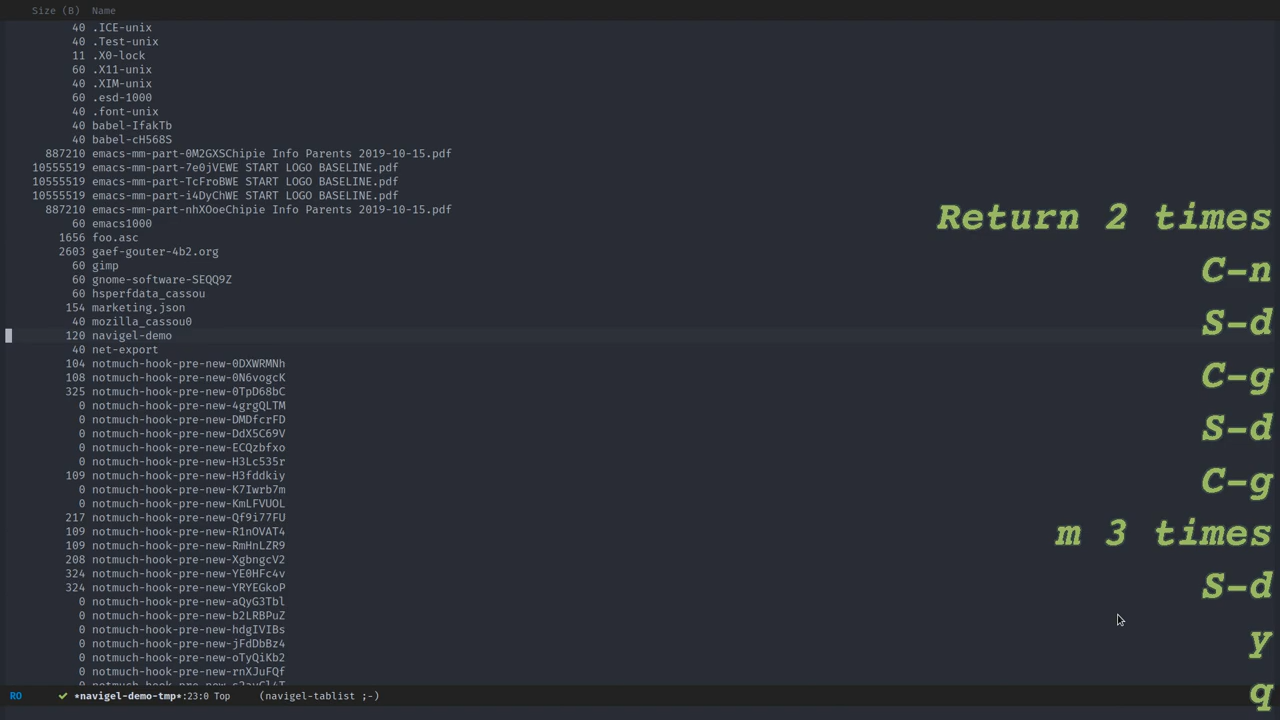 Size (B) Name
40 .ICE-unix
40 .Test-unix
11 .X0-lock
60 .X11-unix
40 .XIM-unix
60 .esd-1000
40 .font-unix
40 babel-IfakTb
40 babel-cH568S
887210 emacs-mm-part-0M2GXSChipie Info Parents 2019-10-15.pdf
10555519 emacs-mm-part-7e0jVEWE START LOGO BASELINE.pdf
10555519 emacs-mm-part-TcFroBWE START LOGO BASELINE.pdf
10555519 emacs-mm-part-i4DyChWE START LOGO BASELINE.pdf
887210 emacs-mm-part-nhXOoeChipie Info Parents 2019-10-15.pdf
60 emacs1000
1656 foo.asc
2603 gaef-gouter-4b2.org
60 gimp
60 gnome-software-SEQQ9Z
60 hsperfdata_cassou
154 marketing.json
40 mozilla_cassou0
120 navigel-demo
40 net-export
104 notmuch-hook-pre-new-0DXWRMNh
108 notmuch-hook-pre-new-0N6vogcK
325 notmuch-hook-pre-new-0TpD68bC
0 notmuch-hook-pre-new-4grgQLTM
0 notmuch-hook-pre-new-DMDfcrFD
0 notmuch-hook-pre-new-DdX5C69V
0 notmuch-hook-pre-new-ECQzbfxo
0 notmuch-hook-pre-new-H3Lc535r
109 notmuch-hook-pre-new-H3fddkiy
0 notmuch-hook-pre-new-K7Iwrb7m
0 notmuch-hook-pre-new-KmLFVUOL
217 notmuch-hook-pre-new-Qf9i77FU
109 notmuch-hook-pre-new-R1nOVAT4
109 notmuch-hook-pre-new-RmHnLZR9
208 notmuch-hook-pre-new-XgbngcV2
324 notmuch-hook-pre-new-YE0HFc4v
324 notmuch-hook-pre-new-YRYEGkoP
0 notmuch-hook-pre-new-aQyG3Tbl
0 notmuch-hook-pre-new-b2LRBPuZ
0 notmuch-hook-pre-new-hdgIVIBs
0 notmuch-hook-pre-new-jFdDbBz4
0 notmuch-hook-pre-new-oTyQiKb2
0 notmuch-hook-pre-new-rnXJuFQf
RO ✔ *navigel-demo-tmp*:23:0 Top (navigel-tablist ;-)
Return 2 times
C-n
S-d
C-g
S-d
C-g
m 3 times
S-d
y
q